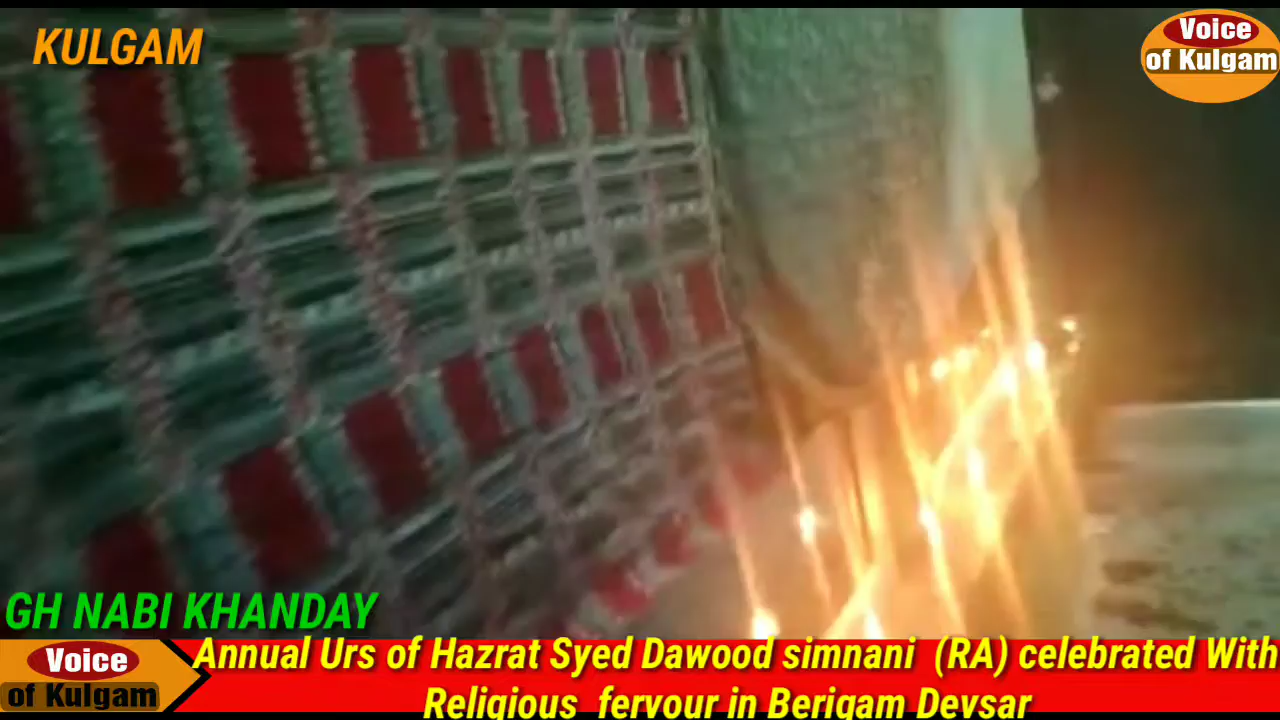 KULGAM
Voice
of Kulgam
GH NABI KHANDAY
Voice
of Kulgam
Annual Urs of Hazrat Syed Dawood simnani (RA) celebrated With
Religious fervour in Berigam Devsar